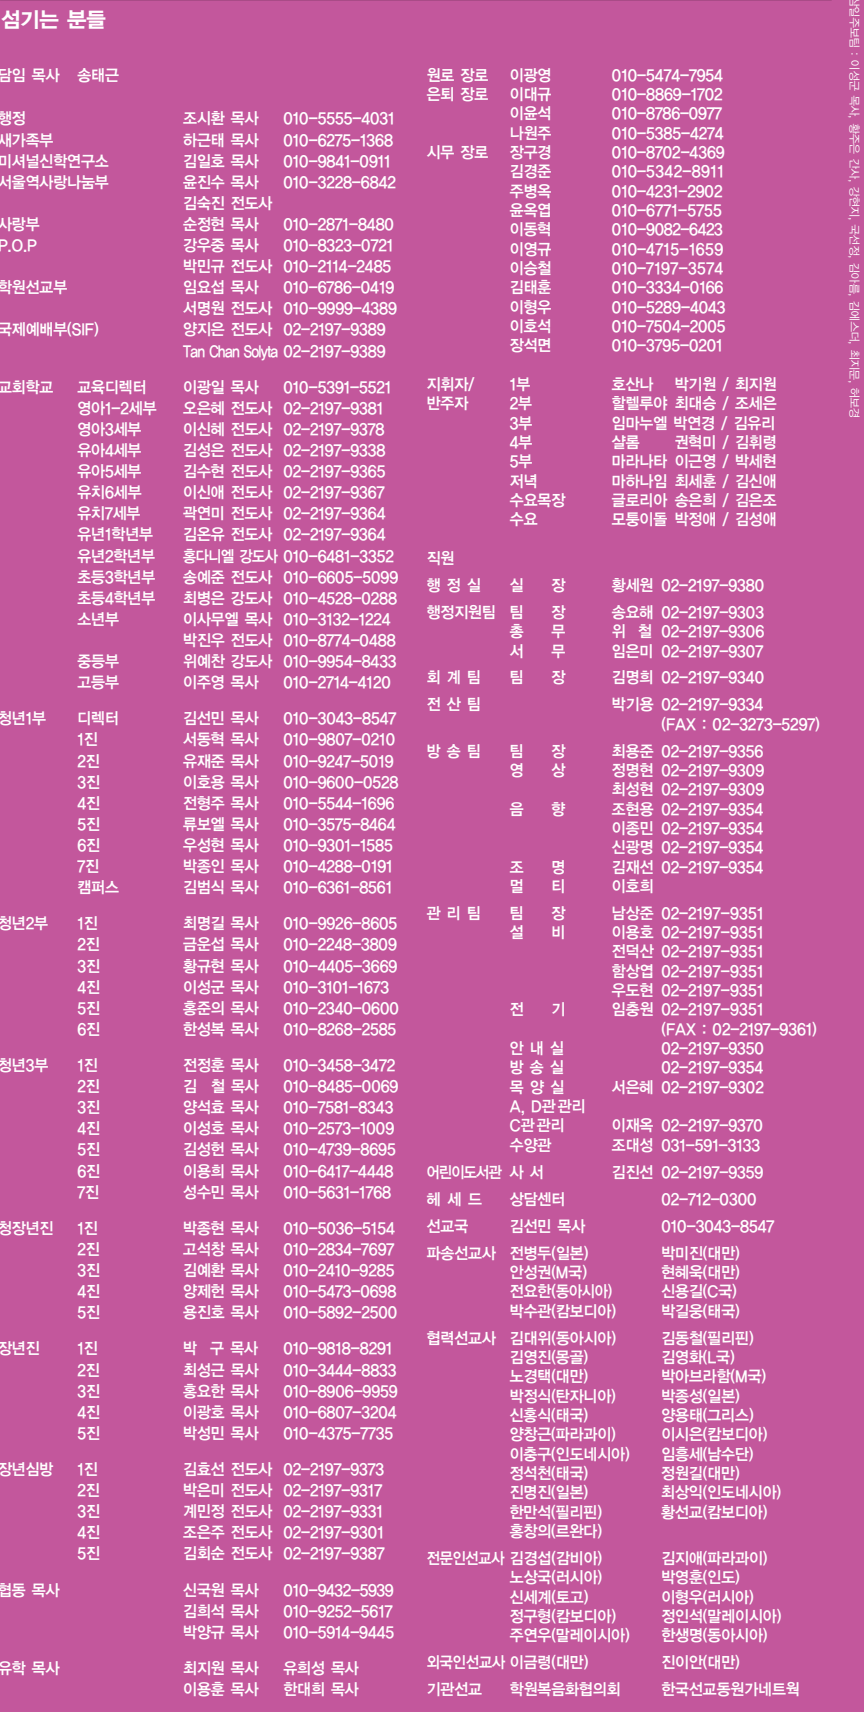 섬기는 분들
담임 목사 송태근
행정 조시환 목사 010-5555-4031
새가족부 하근태 목사 010-6275-1368
미셔널신학연구소 김일호 목사 010-9841-0911
서울역사랑나눔부 윤진수 목사 010-3228-6842
김숙진 전도사
사랑부 순정현 목사 010-2871-8480
P.O.P 강우중 목사 010-8323-0721
박민규 전도사 010-2114-2485
학원선교부 임요섭 목사 010-6786-0419
서명원 전도사 010-9999-4389
국제예배부(SIF) 양지은 전도사 02-2197-9389
Tan Chan Solyta 02-2197-9389
교회학교 교육디렉터 이광일 목사 010-5391-5521
영아1-2세부 오은혜 전도사 02-2197-9381
영아3세부 이신혜 전도사 02-2197-9378
유아4세부 김성은 전도사 02-2197-9338
유아5세부 김수현 전도사 02-2197-9365
유치6세부 이신애 전도사 02-2197-9367
유치7세부 곽연미 전도사 02-2197-9364
유년1학년부 김온유 전도사 02-2197-9364
유년2학년부 홍다니엘 강도사 010-6481-3352
초등3학년부 송예준 전도사 010-6605-5099
초등4학년부 최병은 강도사 010-4528-0288
소년부 이사무엘 목사 010-3132-1224
박진우 전도사 010-8774-0488
중등부 위예찬 강도사 010-9954-8433
고등부 이주영 목사 010-2714-4120
청년1부 디렉터 김선민 목사 010-3043-8547
1진 서동혁 목사 010-9807-0210
2진 유재준 목사 010-9247-5019
3진 이호용 목사 010-9600-0528
4진 전형주 목사 010-5544-1696
5진 류보엘 목사 010-3575-8464
6진 우성현 목사 010-9301-1585
7진 박종인 목사 010-4288-0191
캠퍼스 김범식 목사 010-6361-8561
청년2부 1진 최명길 목사 010-9926-8605
2진 금운섭 목사 010-2248-3809
3진 황규현 목사 010-4405-3669
4진 이성군 목사 010-3101-1673
5진 홍준의 목사 010-2340-0600
6진 한성복 목사 010-8268-2585
청년3부 1진 전정훈 목사 010-3458-3472
2진 김 철 목사 010-8485-0069
3진 양석효 목사 010-7581-8343
4진 이성호 목사 010-2573-1009
5진 김성헌 목사 010-4739-8695
6진 이용희 목사 010-6417-4448
7진 성수민 목사 010-5631-1768
청장년진 1진 박종현 목사 010-5036-5154
2진 고석창 목사 010-2834-7697
3진 김예환 목사 010-2410-9285
4진 양제헌 목사 010-5473-0698
5진 용진호 목사 010-5892-2500
장년진 1진 박 구 목사 010-9818-8291
2진 최성근 목사 010-3444-8833
3진 홍요한 목사 010-8906-9959
4진 이광호 목사 010-6807-3204
5진 박성민 목사 010-4375-7735
장년심방 1진 김효선 전도사 02-2197-9373
2진 박은미 전도사 02-2197-9317
3진 계민정 전도사 02-2197-9331
4진 조은주 전도사 02-2197-9301
5진 김회순 전도사 02-2197-9387
협동 목사 신국원 목사 010-9432-5939
김희석 목사 010-9252-5617
박양규 목사 010-5914-9445
유학 목사 최지원 목사 유희성 목사
이용훈 목사 한대희 목사
원로 장로 이광영 010-5474-7954
은퇴 장로 이대규 010-8869-1702
이윤석 010-8786-0977
나원주 010-5385-4274
시무 장로 장구경 010-8702-4369
김경준 010-5342-8911
주병옥 010-4231-2902
윤옥엽 010-6771-5755
이동혁 010-9082-6423
이영규 010-4715-1659
이승철 010-7197-3574
김태훈 010-3334-0166
이형우 010-5289-4043
이호석 010-7504-2005
장석면 010-3795-0201
지휘자/ 1부 호산나 박기원 / 최지원
반주자 2부 할렐루야 최대승 / 조세은
3부 임마누엘 박연경 / 김유리
4부 샬롬 권혁미 / 김휘령
5부 마라나타 이근영 / 박세현
저녁 마하나임 최세훈 / 김신애
수요목장 글로리아 송은희 / 김은조
수요 모퉁이돌 박정애 / 김성애
직원
행 정 실 실 장 황세원 02-2197-9380
행정지원팀 팀 장 송요해 02-2197-9303
총 무 위 철 02-2197-9306
서 무 임은미 02-2197-9307
회 계 팀 팀 장 김명희 02-2197-9340
전 산 팀 박기용 02-2197-9334
(FAX : 02-3273-5297)
방 송 팀 팀 장 최용준 02-2197-9356
영 상 정명현 02-2197-9309
최성현 02-2197-9309
음 향 조현용 02-2197-9354
이종민 02-2197-9354
신광명 02-2197-9354
조 명 김재선 02-2197-9354
멀 티 이호희
관 리 팀 팀 장 남상준 02-2197-9351
설 비 이용호 02-2197-9351
전덕산 02-2197-9351
함상엽 02-2197-9351
우도현 02-2197-9351
전 기 임충원 02-2197-9351
(FAX : 02-2197-9361)
안 내 실 02-2197-9350
방 송 실 02-2197-9354
목 양 실 서은혜 02-2197-9302
A, D관관리
C관관리 이재옥 02-2197-9370
수양관 조대성 031-591-3133
어린이도서관 사 서 김진선 02-2197-9359
헤 세 드 상담센터 02-712-0300
선교국 김선민 목사 010-3043-8547
파송선교사 전병두(일본) 박미진(대만)
안성권(M국) 현혜욱(대만)
전요한(동아시아) 신용길(C국)
박수관(캄보디아) 박길웅(태국)
협력선교사 김대위(동아시아) 김동철(필리핀)
김영진(몽골) 김영화(L국)
노경택(대만) 박아브라함(M국)
박정식(탄자니아) 박종성(일본)
신홍식(태국) 양용태(그리스)
양창근(파라과이) 이시은(캄보디아)
이충구(인도네시아) 임흥세(남수단)
정석천(태국) 정원길(대만)
진명진(일본) 최상익(인도네시아)
한만석(필리핀) 황선교(캄보디아)
홍창의(르완다)
전문인선교사 김경섭(감비아) 김지애(파라과이)
노상국(러시아) 박영훈(인도)
신세계(토고) 이형우(러시아)
정구형(캄보디아) 정인석(말레이시아)
주연우(말레이시아) 한생명(동아시아)
외국인선교사 이금령(대만) 진이안(대만)
기관선교 학원복음화협의회 한국선교동원가네트웍
삼일주보팀 : 이성군 목사, 황주은 간사, 강현지, 국선정, 김아름, 김에스더, 최지문, 허보경